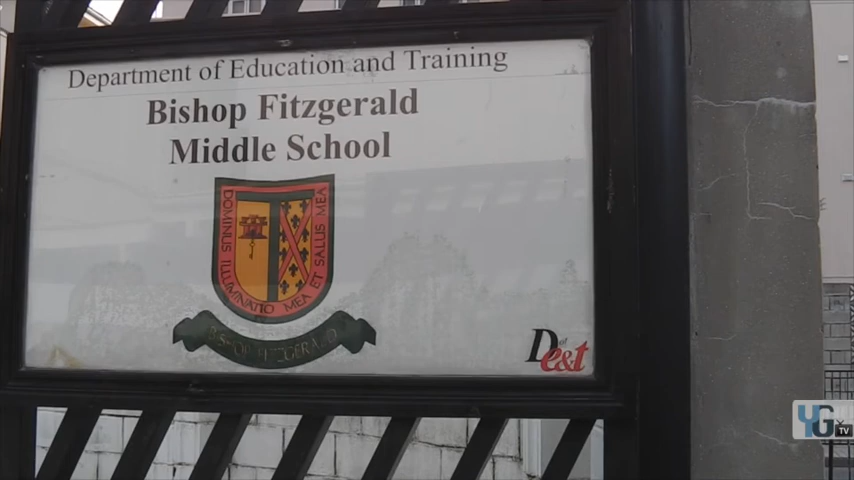 Department of Education and Training
Bishop Fitzgerald
Middle School
DOMINUS ILLUMINATIO MEA ET SALUS MEA
BISHOP FITZGERALD
De&t
YG
TV